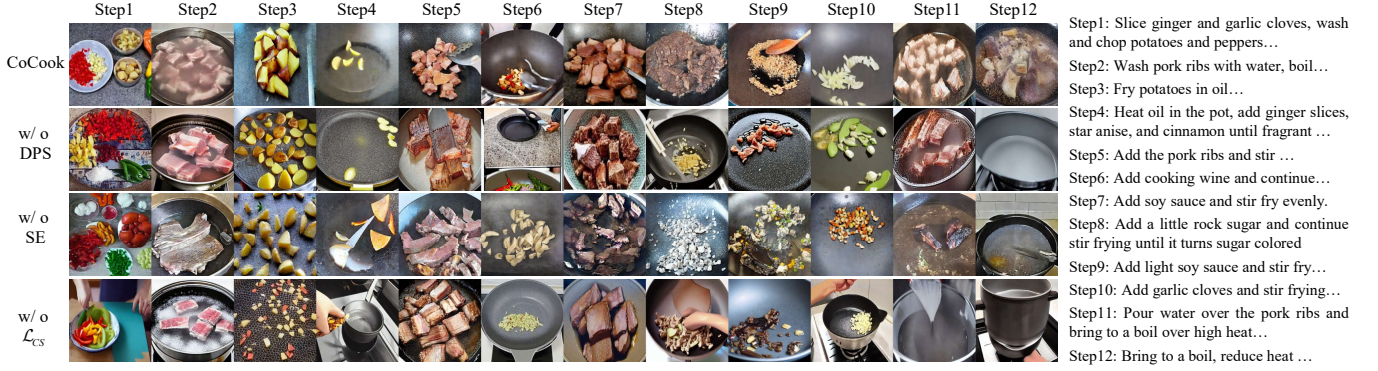 Step1 Step2 Step3 Step4 Step5 Step6 Step7 Step8 Step9 Step10 Step11 Step12
CoCook
w/ o
DPS
w/ o
SE
w/ o
ℒCS
Step1: Slice ginger and garlic cloves, wash
and chop potatoes and peppers…
Step2: Wash pork ribs with water, boil…
Step3: Fry potatoes in oil…
Step4: Heat oil in the pot, add ginger slices,
star anise, and cinnamon until fragrant …
Step5: Add the pork ribs and stir …
Step6: Add cooking wine and continue…
Step7: Add soy sauce and stir fry evenly.
Step8: Add a little rock sugar and continue
stir frying until it turns sugar colored
Step9: Add light soy sauce and stir fry…
Step10: Add garlic cloves and stir frying…
Step11: Pour water over the pork ribs and
bring to a boil over high heat…
Step12: Bring to a boil, reduce heat …